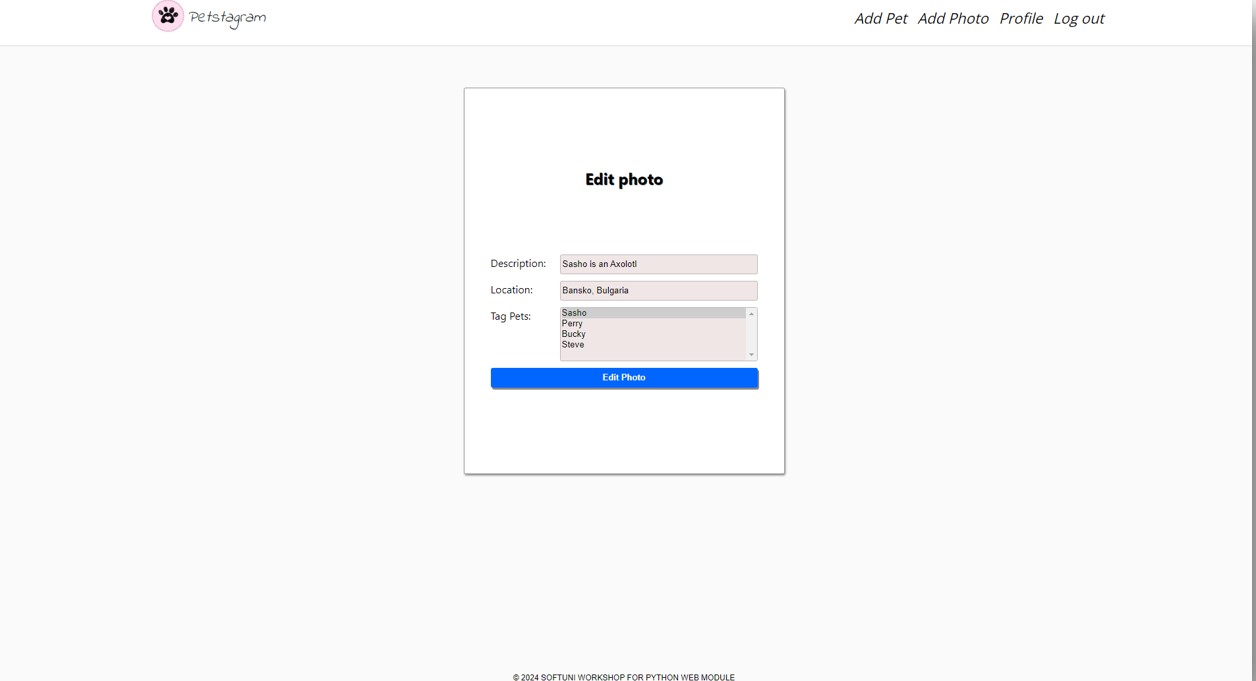 Petstagram
Add Pet Add Photo Profile Log out
Edit photo
Description: Sasho is an Axolotl
Location: Bansko, Bulgaria
Tag Pets: Sasho
Perry
Bucky
Steve
Edit Photo
© 2024 SOFTUNI WORKSHOP FOR PYTHON WEB MODULE